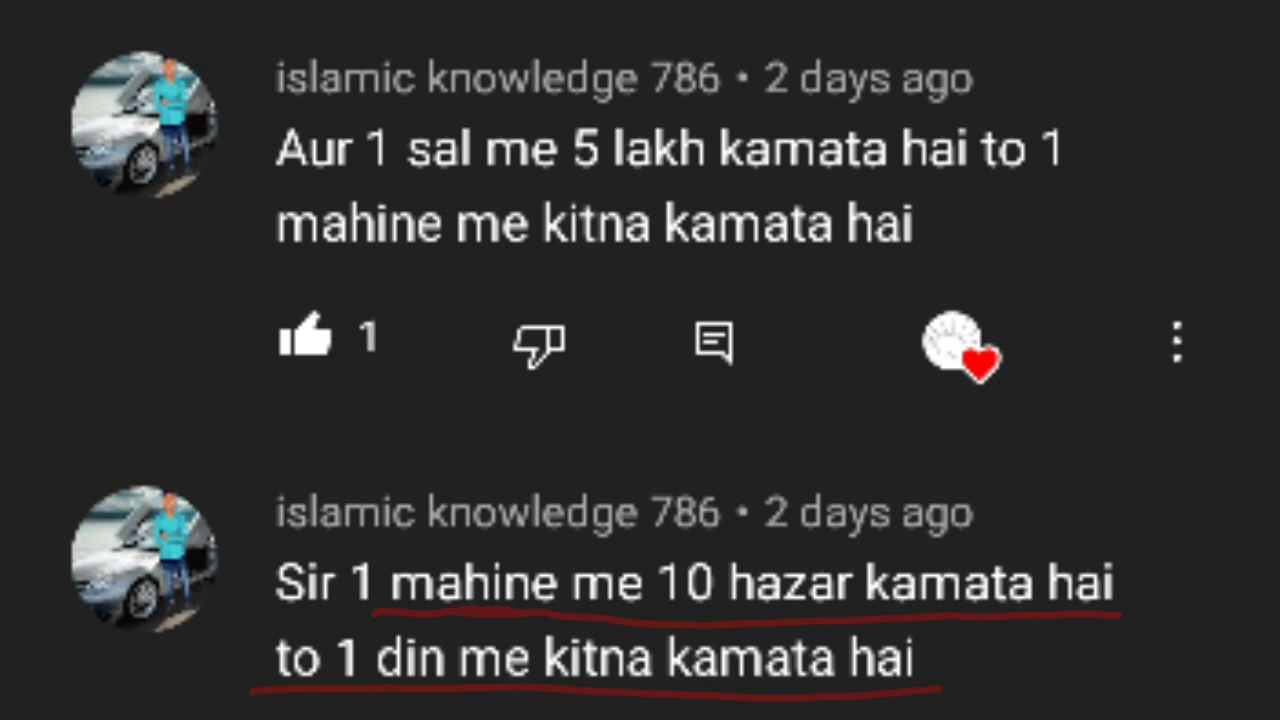 islamic knowledge 786 • 2 days ago
Aur 1 sal me 5 lakh kamata hai to 1
mahine me kitna kamata hai
1
islamic knowledge 786 • 2 days ago
Sir 1 mahine me 10 hazar kamata hai
to 1 din me kitna kamata hai